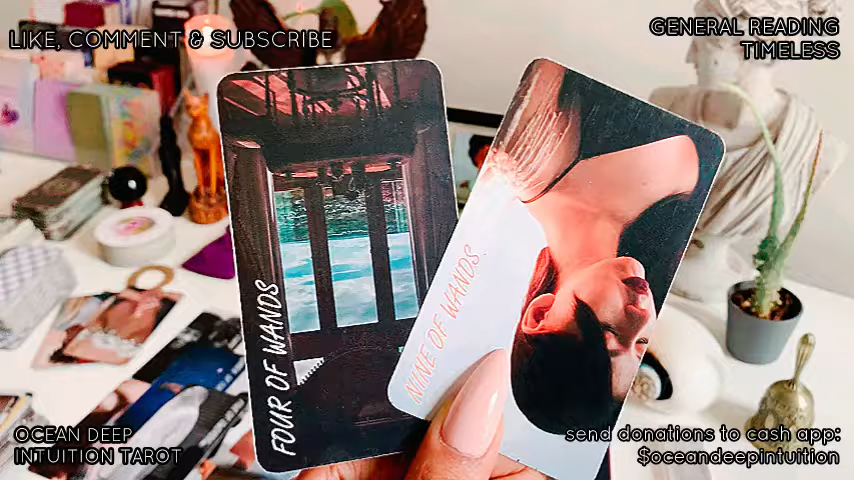 LIKE, COMMENT & SUBSCRIBE
GENERAL READING
TIMELESS
FOUR OF WANDS
NINE OF WANDS
OCEAN DEEP
INTUITION TAROT
send donations to cash app:
$oceandeepintuition